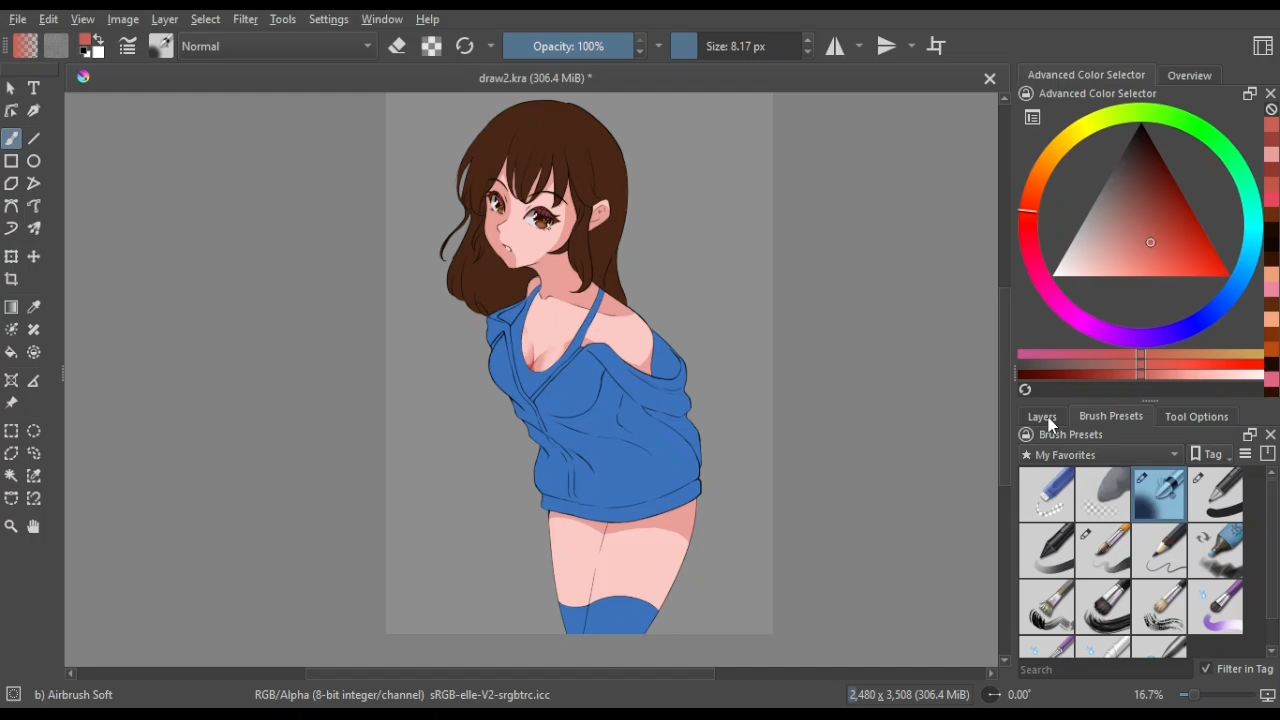 File Edit View Image Layer Select Filter Tools Settings Window Help
Normal Opacity: 100% Size: 8.17 px
draw2.kra (306.4 MiB) *
Advanced Color Selector Overview
Advanced Color Selector
Layers Brush Presets Tool Options
Brush Presets
★ My Favorites Tag
Search Filter in Tag
b) Airbrush Soft RGB/Alpha (8-bit integer/channel) sRGB-elle-V2-srgbtrc.icc 2,480 x 3,508 (306.4 MiB) 0.00° 16.7%